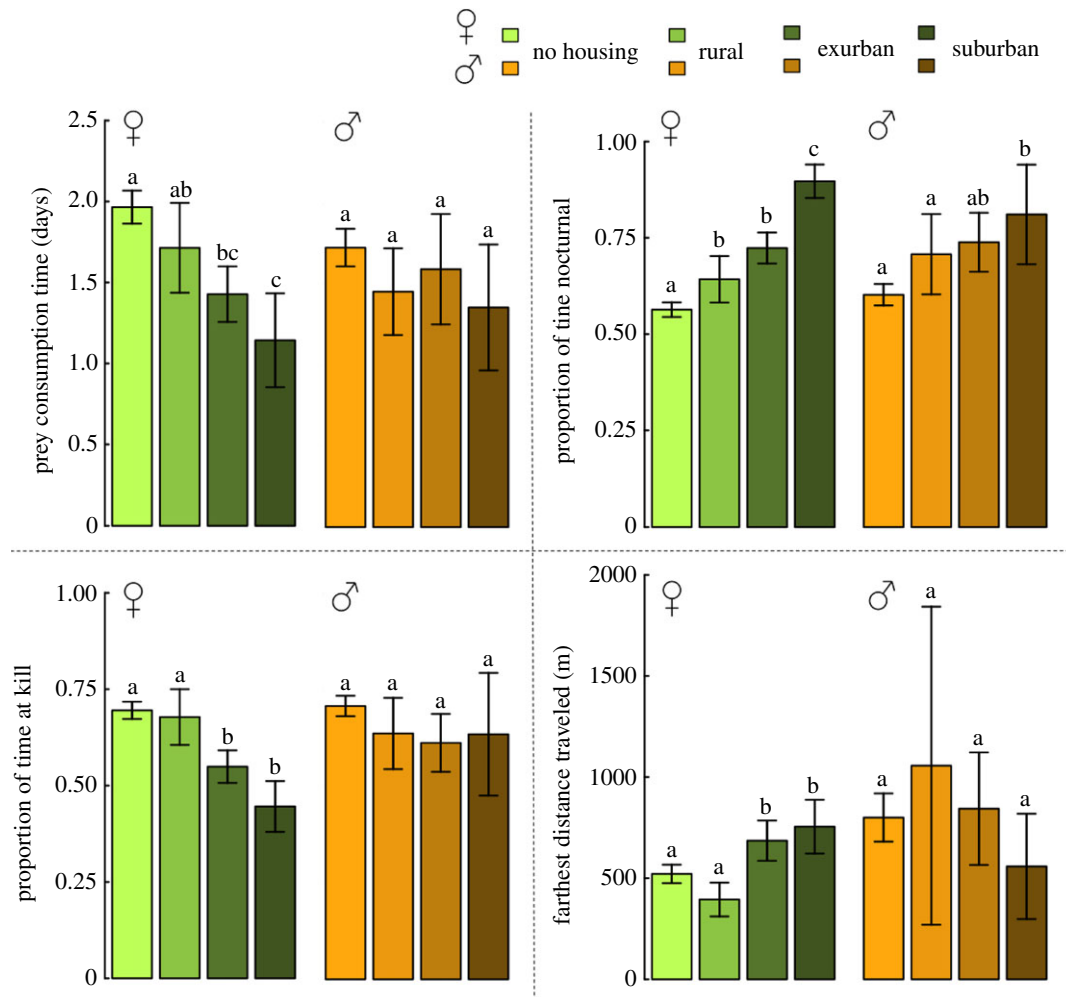 ♀
♂
no housing
rural
exurban
suburban
prey consumption time (days)
2.5
2.0
1.5
1.0
0.5
0
♀
a
ab
bc
c
♂
a
a
a
a
proportion of tine nocturnal
1.00
0.75
0.50
0.25
0
♀
a
b
b
c
♂
a
a
ab
b
proportion of time at kill
1.00
0.75
0.50
0.25
0
♀
a
a
b
b
♂
a
a
a
a
farthest distance traveled (m)
2000
1500
1000
500
0
♀
a
a
b
b
♂
a
a
a
a